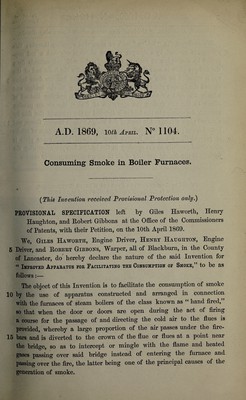 A.D. 1869, 10th APRIL. Nº 1104.
Consuming Smoke in Boiler Furnaces.
(This Invention received Provisional Protection only.)
PROVISIONAL SPECIFICATION left by Giles Haworth, Henry
Haughton, and Robert Gibbons at the Office of the Commissioners
of Patents, with their Petition, on the 10th April 1869.
We, GILES HAWORTH, Engine Driver, HENRY HAUGHTON, Engine
5 Driver, and ROBERT GIBBONS, Warper, all of Blackburn, in the County
of Lancaster, do hereby declare the nature of the said Invention for
"IMPROVED APPARATUS FOR FACILITATING THE CONSUMPTION OF SMOKE," to be as
follows:—
The object of this Invention is to facilitate the consumption of smoke
10 by the use of apparatus constructed and arranged in connection
with the furnaces of steam boilers of the class known as "hand fired,"
so that when the door or doors are open during the act of firing
a course for the passage of and directing the cold air to the flues is
provided, whereby a large proportion of the air passes under the fire-
15 bars and is diverted to the crown of the flue or flues at a point near
the bridge, so as to intercept or mingle with the flame and heated
gases passing over said bridge instead of entering the furnace and
passing over the fire, the latter being one of the principal causes of the
generation of smoke.